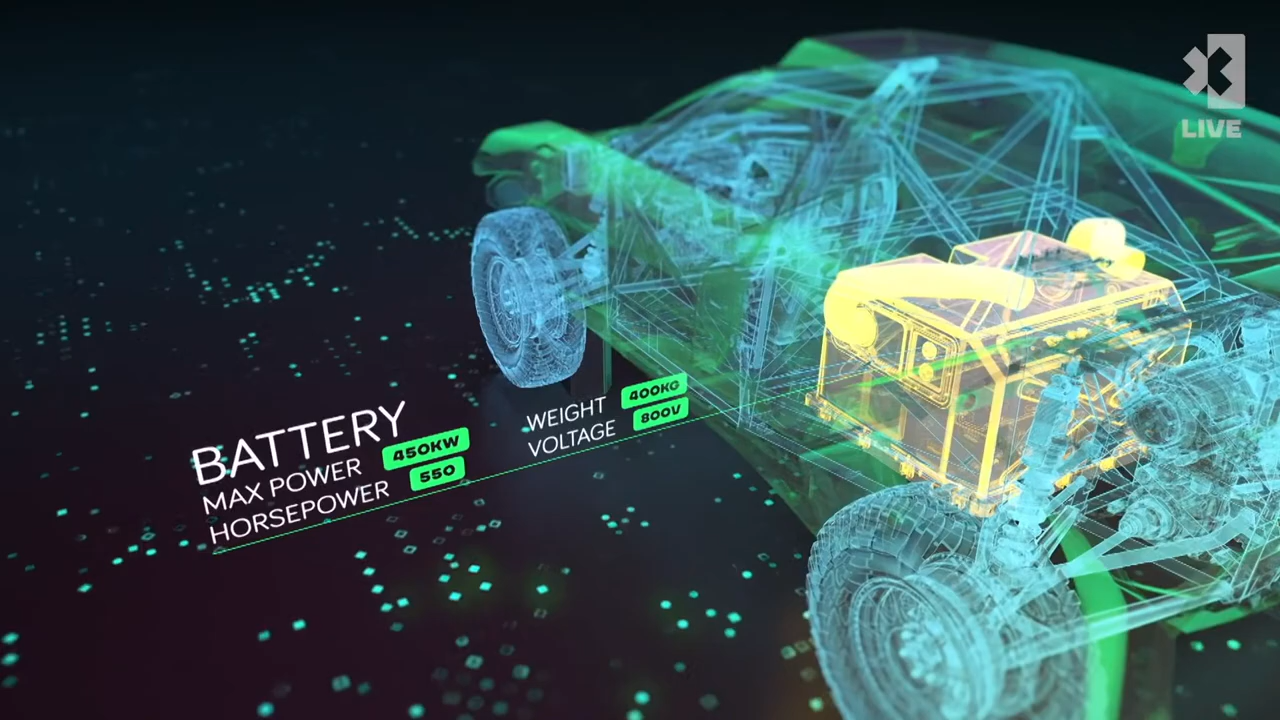 LIVE
BATTERY
MAX POWER 450KW
HORSEPOWER 550
WEIGHT 400KG
VOLTAGE 800V